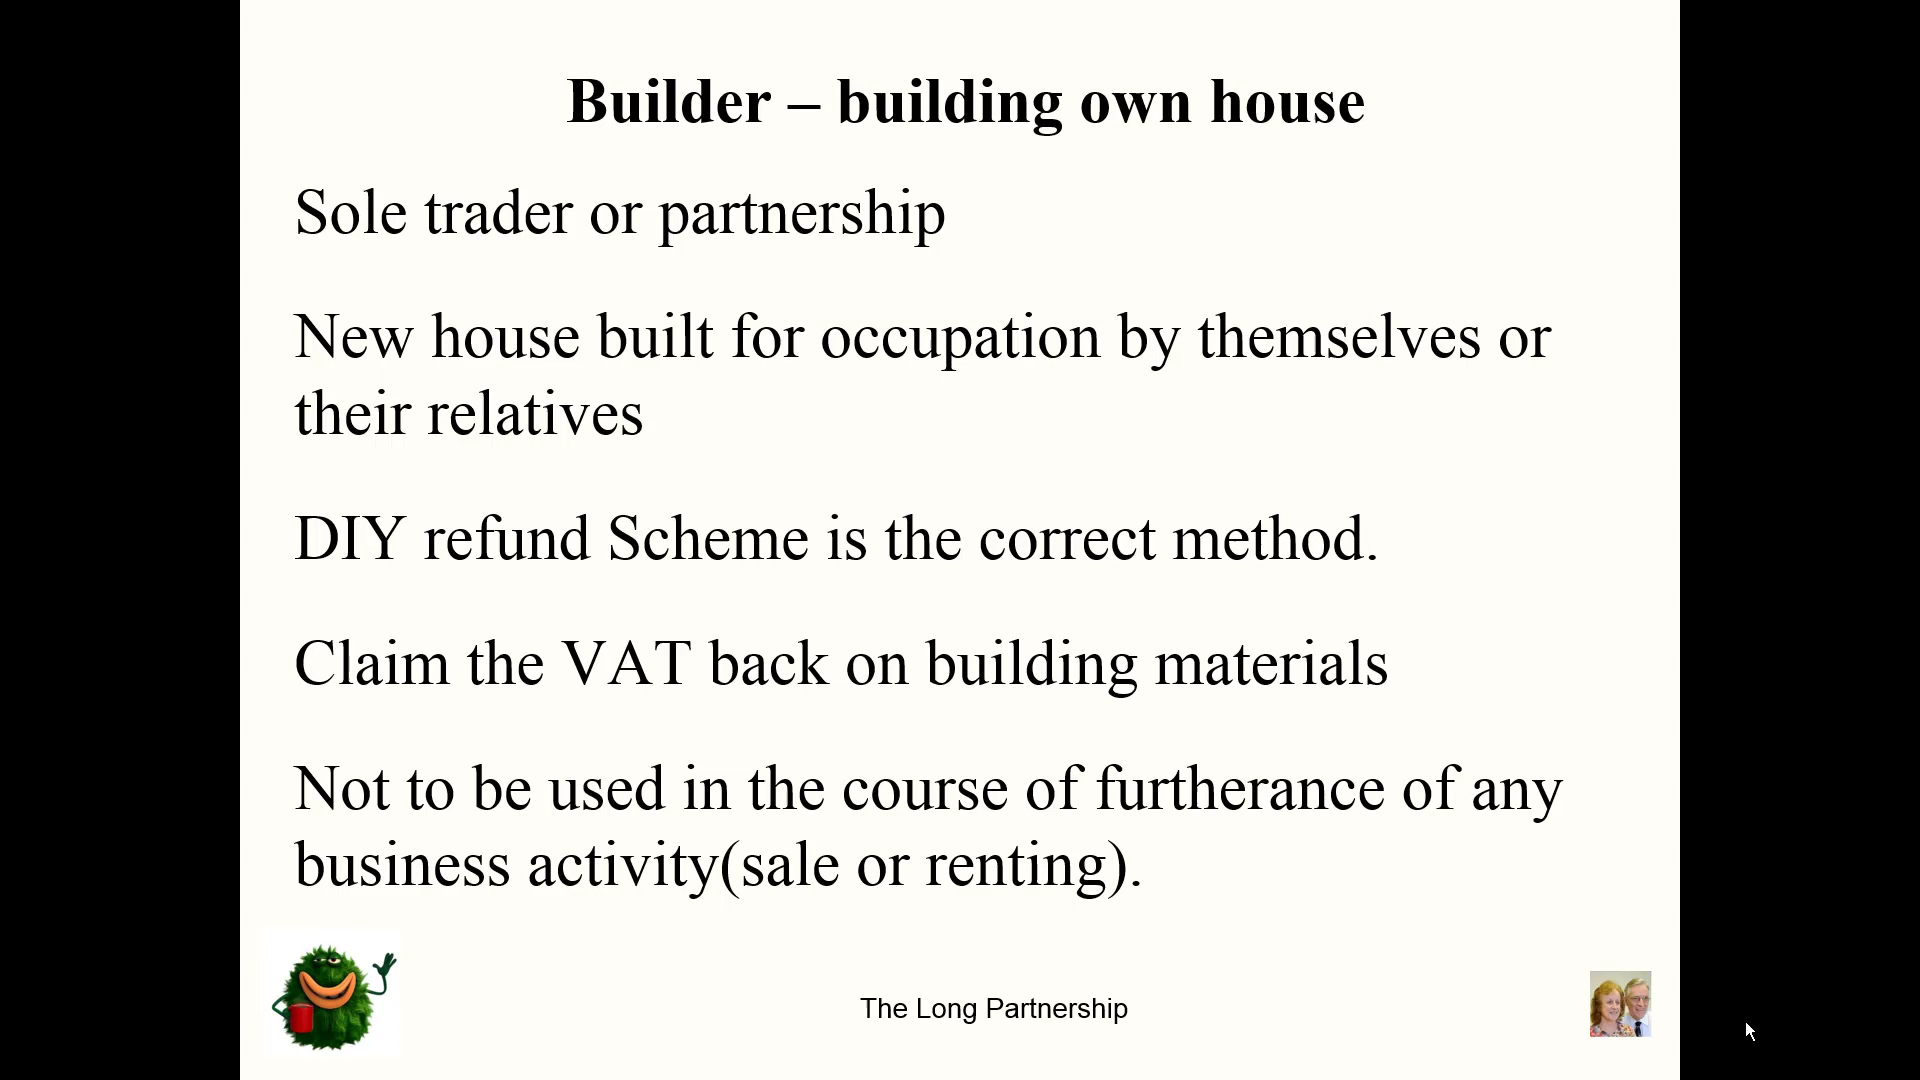 Builder – building own house
Sole trader or partnership
New house built for occupation by themselves or
their relatives
DIY refund Scheme is the correct method.
Claim the VAT back on building materials
Not to be used in the course of furtherance of any
business activity(sale or renting).
The Long Partnership